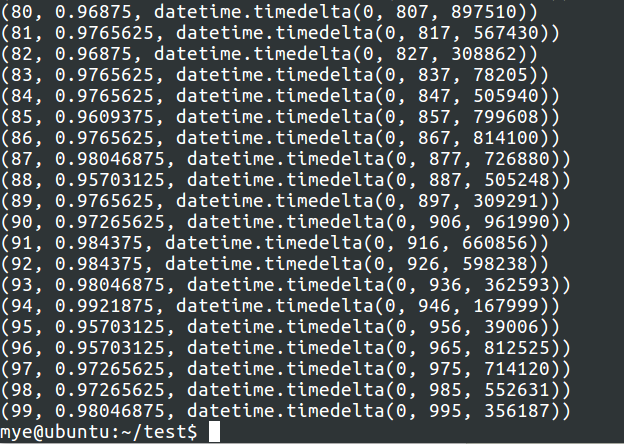 (80, 0.96875, datetime.timedelta(0, 807, 897510))
(81, 0.9765625, datetime.timedelta(0, 817, 567430))
(82, 0.96875, datetime.timedelta(0, 827, 308862))
(83, 0.9765625, datetime.timedelta(0, 837, 78205))
(84, 0.9765625, datetime.timedelta(0, 847, 505940))
(85, 0.9609375, datetime.timedelta(0, 857, 799608))
(86, 0.9765625, datetime.timedelta(0, 867, 814100))
(87, 0.98046875, datetime.timedelta(0, 877, 726880))
(88, 0.95703125, datetime.timedelta(0, 887, 505248))
(89, 0.9765625, datetime.timedelta(0, 897, 309291))
(90, 0.97265625, datetime.timedelta(0, 906, 961990))
(91, 0.984375, datetime.timedelta(0, 916, 660856))
(92, 0.984375, datetime.timedelta(0, 926, 598238))
(93, 0.98046875, datetime.timedelta(0, 936, 362593))
(94, 0.9921875, datetime.timedelta(0, 946, 167999))
(95, 0.95703125, datetime.timedelta(0, 956, 39006))
(96, 0.95703125, datetime.timedelta(0, 965, 812525))
(97, 0.97265625, datetime.timedelta(0, 975, 714120))
(98, 0.97265625, datetime.timedelta(0, 985, 552631))
(99, 0.98046875, datetime.timedelta(0, 995, 356187))
mye@ubuntu:~/test$